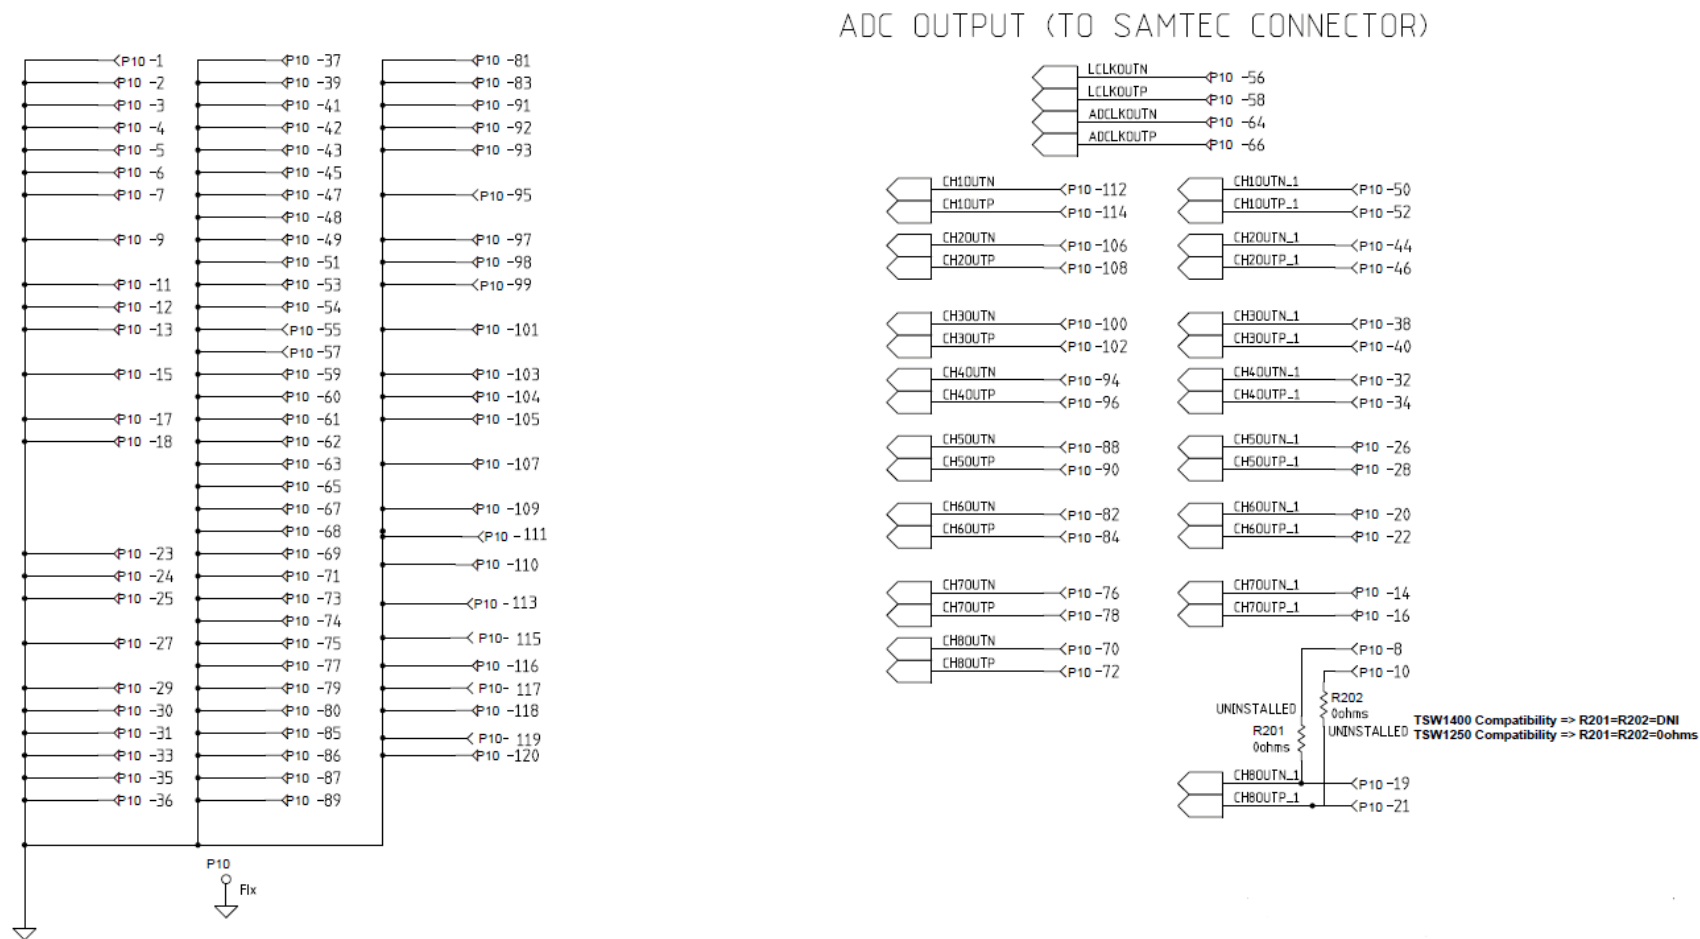 ADC OUTPUT (TO SAMTEC CONNECTOR)
P10 -1
P10 -2
P10 -3
P10 -4
P10 -5
P10 -6
P10 -7
P10 -9
P10 -11
P10 -12
P10 -13
P10 -15
P10 -17
P10 -18
P10 -23
P10 -24
P10 -25
P10 -27
P10 -29
P10 -30
P10 -31
P10 -33
P10 -35
P10 -36
P10 -37
P10 -39
P10 -41
P10 -42
P10 -43
P10 -45
P10 -47
P10 -48
P10 -49
P10 -51
P10 -53
P10 -54
P10 -55
P10 -57
P10 -59
P10 -60
P10 -61
P10 -62
P10 -63
P10 -65
P10 -67
P10 -68
P10 -69
P10 -71
P10 -73
P10 -74
P10 -75
P10 -77
P10 -79
P10 -80
P10 -85
P10 -86
P10 -87
P10 -89
P10 -81
P10 -83
P10 -91
P10 -92
P10 -93
P10 -95
P10 -97
P10 -98
P10 -99
P10 -101
P10 -103
P10 -104
P10 -105
P10 -107
P10 -109
P10 - 111
P10 -110
P10 - 113
P10- 115
P10 -116
P10- 117
P10 -118
P10- 119
P10 -120
P10
FIx
LCLKOUTN P10 -56
LCLKOUTP P10 -58
ADCLKOUTN P10 -64
ADCLKOUTP P10 -66
CH1OUTN P10 -112
CH1OUTP P10 -114
CH2OUTN P10 -106
CH2OUTP P10 -108
CH3OUTN P10 -100
CH3OUTP P10 -102
CH4OUTN P10 -94
CH4OUTP P10 -96
CH5OUTN P10 -88
CH5OUTP P10 -90
CH6OUTN P10 -82
CH6OUTP P10 -84
CH7OUTN P10 -76
CH7OUTP P10 -78
CH8OUTN P10 -70
CH8OUTP P10 -72
CH1OUTN_1 P10 -50
CH1OUTP_1 P10 -52
CH2OUTN_1 P10 -44
CH2OUTP_1 P10 -46
CH3OUTN_1 P10 -38
CH3OUTP_1 P10 -40
CH4OUTN_1 P10 -32
CH4OUTP_1 P10 -34
CH5OUTN_1 P10 -26
CH5OUTP_1 P10 -28
CH6OUTN_1 P10 -20
CH6OUTP_1 P10 -22
CH7OUTN_1 P10 -14
CH7OUTP_1 P10 -16
P10 -8
P10 -10
R202
0ohms
UNINSTALLED
UNINSTALLED
R201
0ohms
TSW1400 Compatibility => R201=R202=DNI
TSW1250 Compatibility => R201=R202=0ohms
CH8OUTN_1 P10 -19
CH8OUTP_1 P10 -21